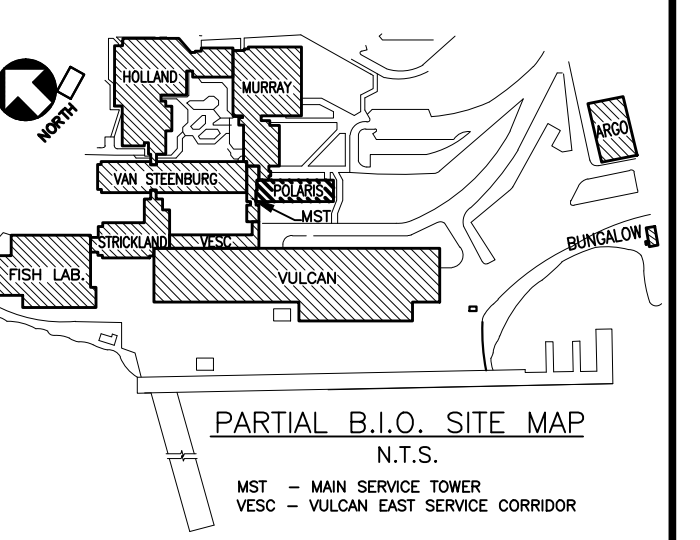 HOLLAND
MURRAY
NORTH
ARGO
VAN STEENBURG
POLARIS
MST
STRICKLAND
VESC
BUNGALOW
FISH LAB.
VULCAN
PARTIAL B.I.O. SITE MAP
N.T.S.
MST – MAIN SERVICE TOWER
VESC – VULCAN EAST SERVICE CORRIDOR